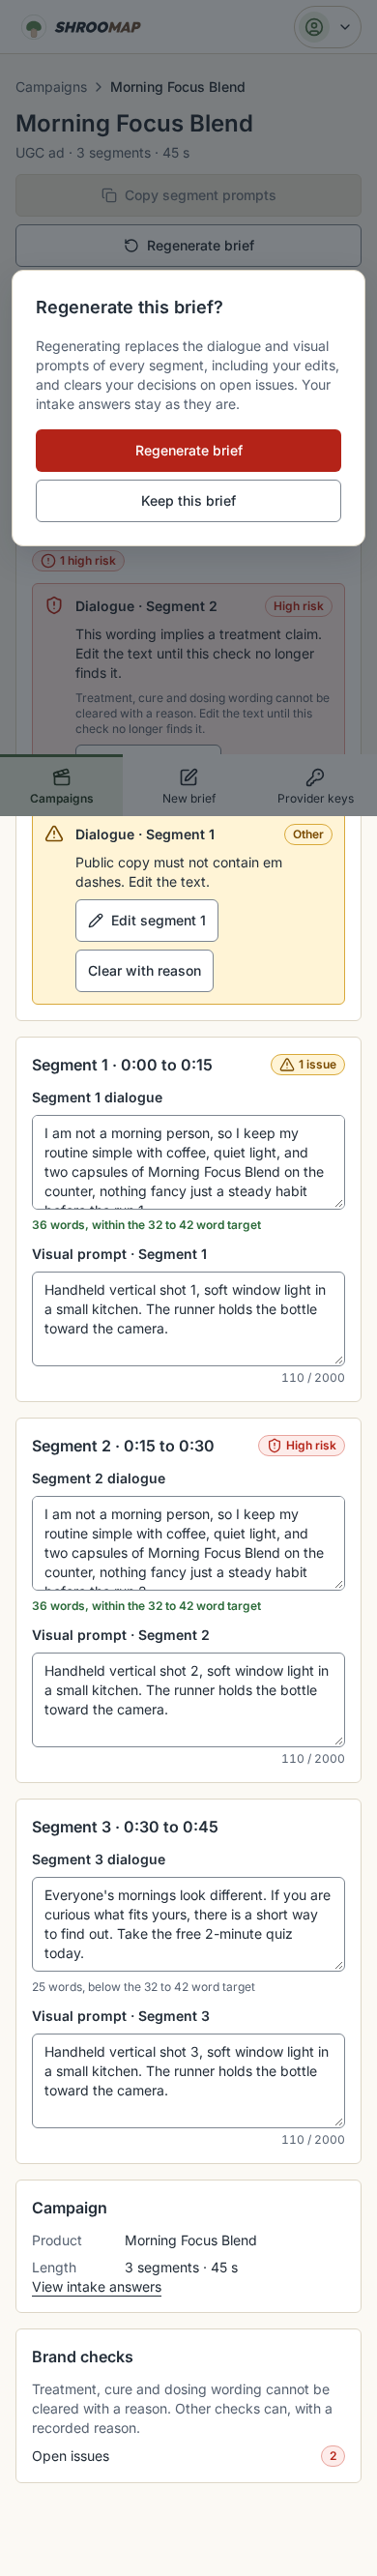 SHROOMAP
Campaigns > Morning Focus Blend
Morning Focus Blend
UGC ad · 3 segments · 45 s
Copy segment prompts
Regenerate brief
Regenerate this brief?
Regenerating replaces the dialogue and visual
prompts of every segment, including your edits,
and clears your decisions on open issues. Your
intake answers stay as they are.
Regenerate brief
Keep this brief
1 high risk
Dialogue · Segment 2 High risk
This wording implies a treatment claim.
Edit the text until this check no longer
finds it.
Treatment, cure and dosing wording cannot be
cleared with a reason. Edit the text until this
check no longer finds it.
Campaigns New brief Provider keys
Dialogue · Segment 1 Other
Public copy must not contain em
dashes. Edit the text.
Edit segment 1
Clear with reason
Segment 1 · 0:00 to 0:15 1 issue
Segment 1 dialogue
I am not a morning person, so I keep my
routine simple with coffee, quiet light, and
two capsules of Morning Focus Blend on the
counter, nothing fancy just a steady habit
before the run 1
36 words, within the 32 to 42 word target
Visual prompt · Segment 1
Handheld vertical shot 1, soft window light in
a small kitchen. The runner holds the bottle
toward the camera.
110 / 2000
Segment 2 · 0:15 to 0:30 High risk
Segment 2 dialogue
I am not a morning person, so I keep my
routine simple with coffee, quiet light, and
two capsules of Morning Focus Blend on the
counter, nothing fancy just a steady habit
before the run 2
36 words, within the 32 to 42 word target
Visual prompt · Segment 2
Handheld vertical shot 2, soft window light in
a small kitchen. The runner holds the bottle
toward the camera.
110 / 2000
Segment 3 · 0:30 to 0:45
Segment 3 dialogue
Everyone's mornings look different. If you are
curious what fits yours, there is a short way
to find out. Take the free 2-minute quiz
today.
25 words, below the 32 to 42 word target
Visual prompt · Segment 3
Handheld vertical shot 3, soft window light in
a small kitchen. The runner holds the bottle
toward the camera.
110 / 2000
Campaign
Product Morning Focus Blend
Length 3 segments · 45 s
View intake answers
Brand checks
Treatment, cure and dosing wording cannot be
cleared with a reason. Other checks can, with a
recorded reason.
Open issues 2